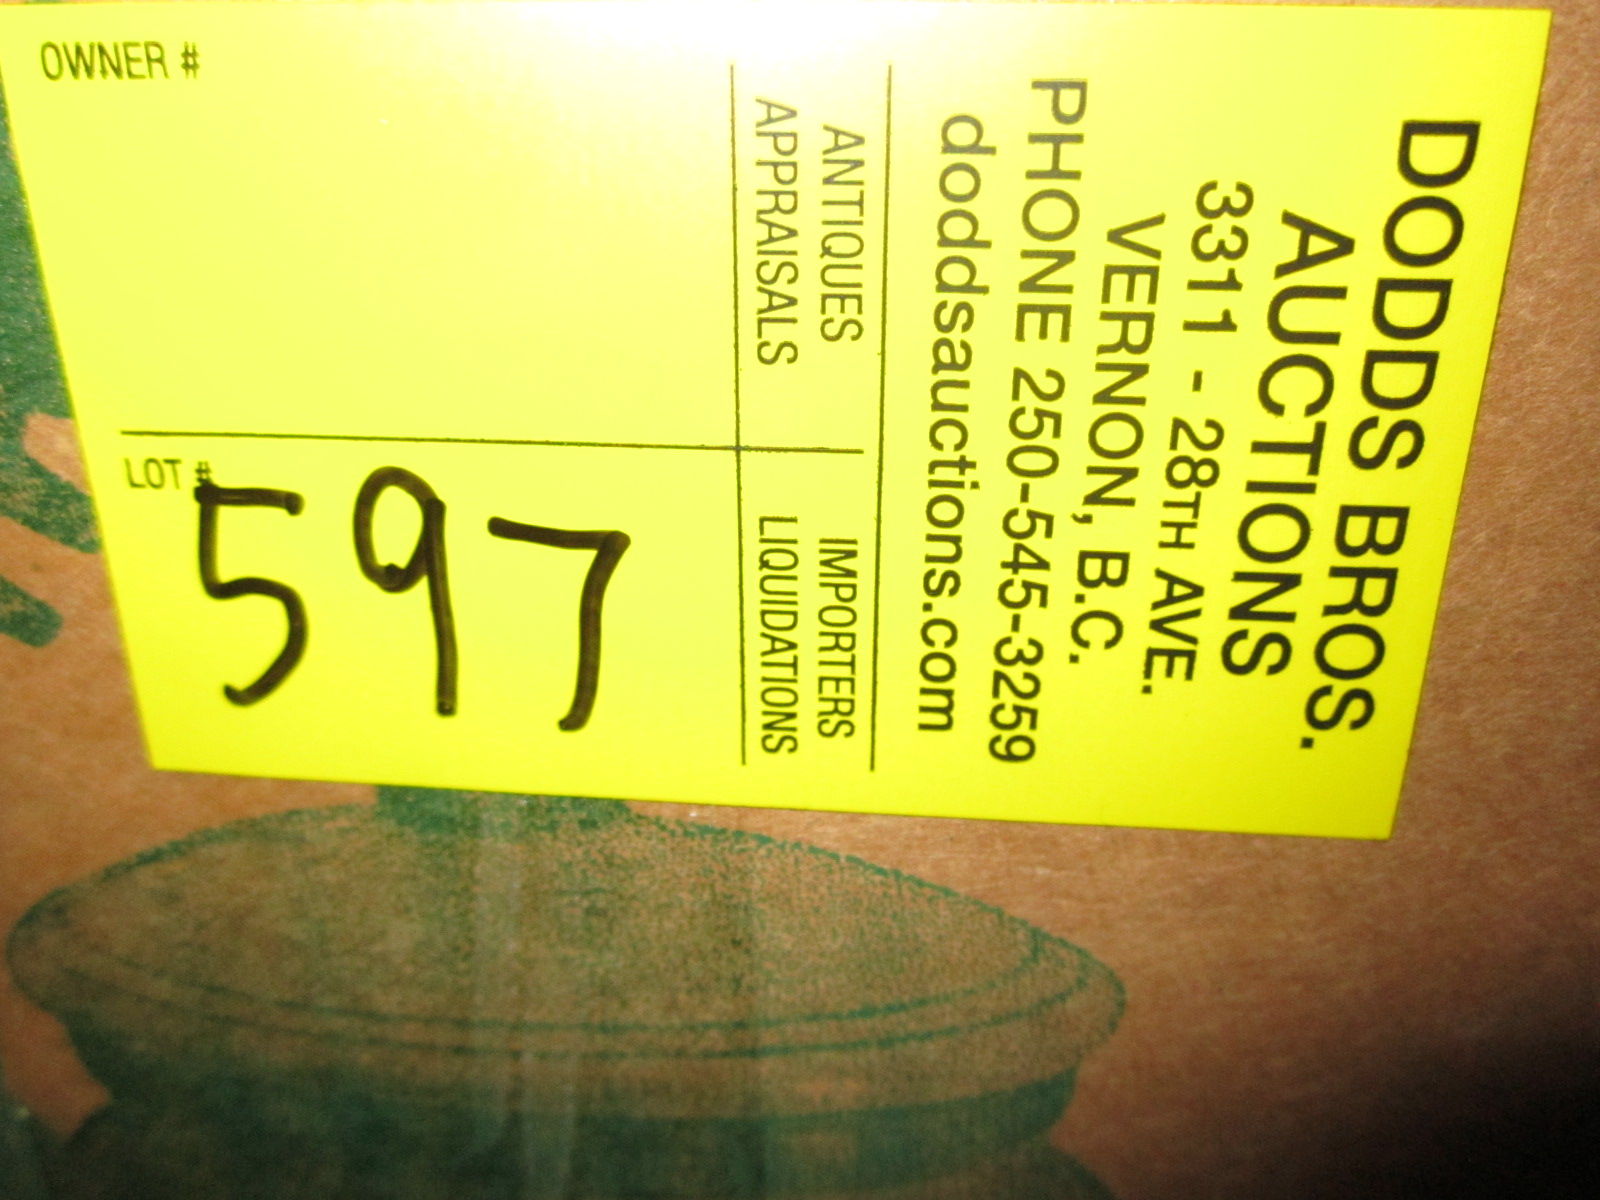 DODDS BROS.
AUCTIONS
3311 - 28TH AVE.
VERNON, B.C.
PHONE 250-545-3259
doddsauctions.com
ANTIQUES
APPRAISALS
IMPORTERS
LIQUIDATIONS
OWNER #
LOT #
597